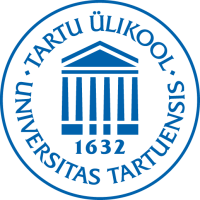 · TARTU ÜLIKOOL ·
UNIVERSITAS TARTUENSIS
1632